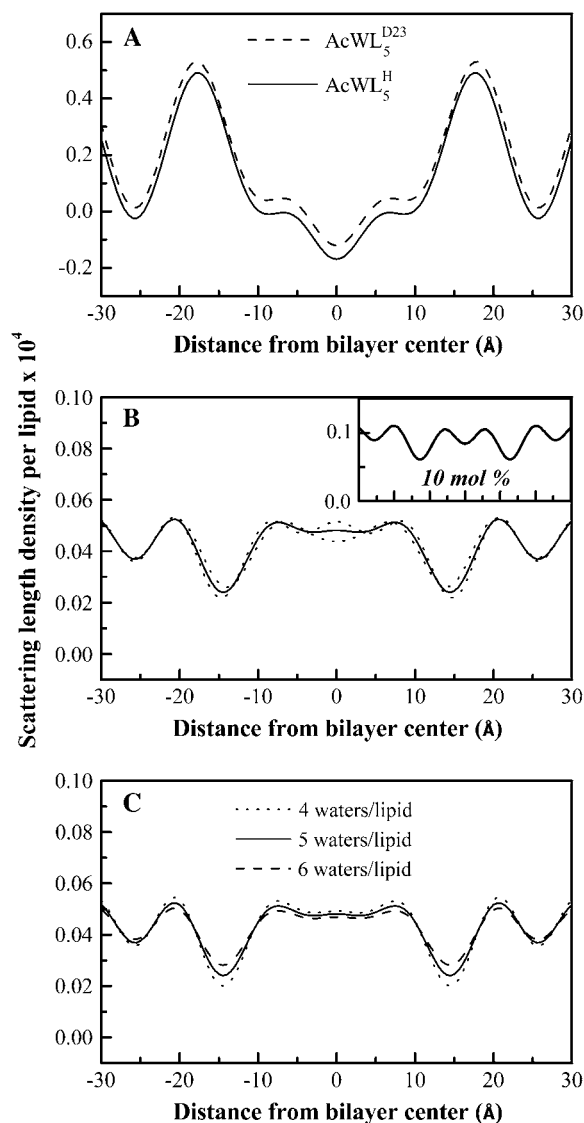 A
AcWL5D23
AcWL5H
0.6
0.4
0.2
0.0
-0.2
-30 -20 -10 0 10 20 30
Distance from bilayer center (Å)
Scattering length density per lipid x 10^4
B
0.10
0.08
0.06
0.04
0.02
0.00
0.1
0.0
10 mol %
-30 -20 -10 0 10 20 30
Distance from bilayer center (Å)
C
4 waters/lipid
5 waters/lipid
6 waters/lipid
0.10
0.08
0.06
0.04
0.02
0.00
-30 -20 -10 0 10 20 30
Distance from bilayer center (Å)